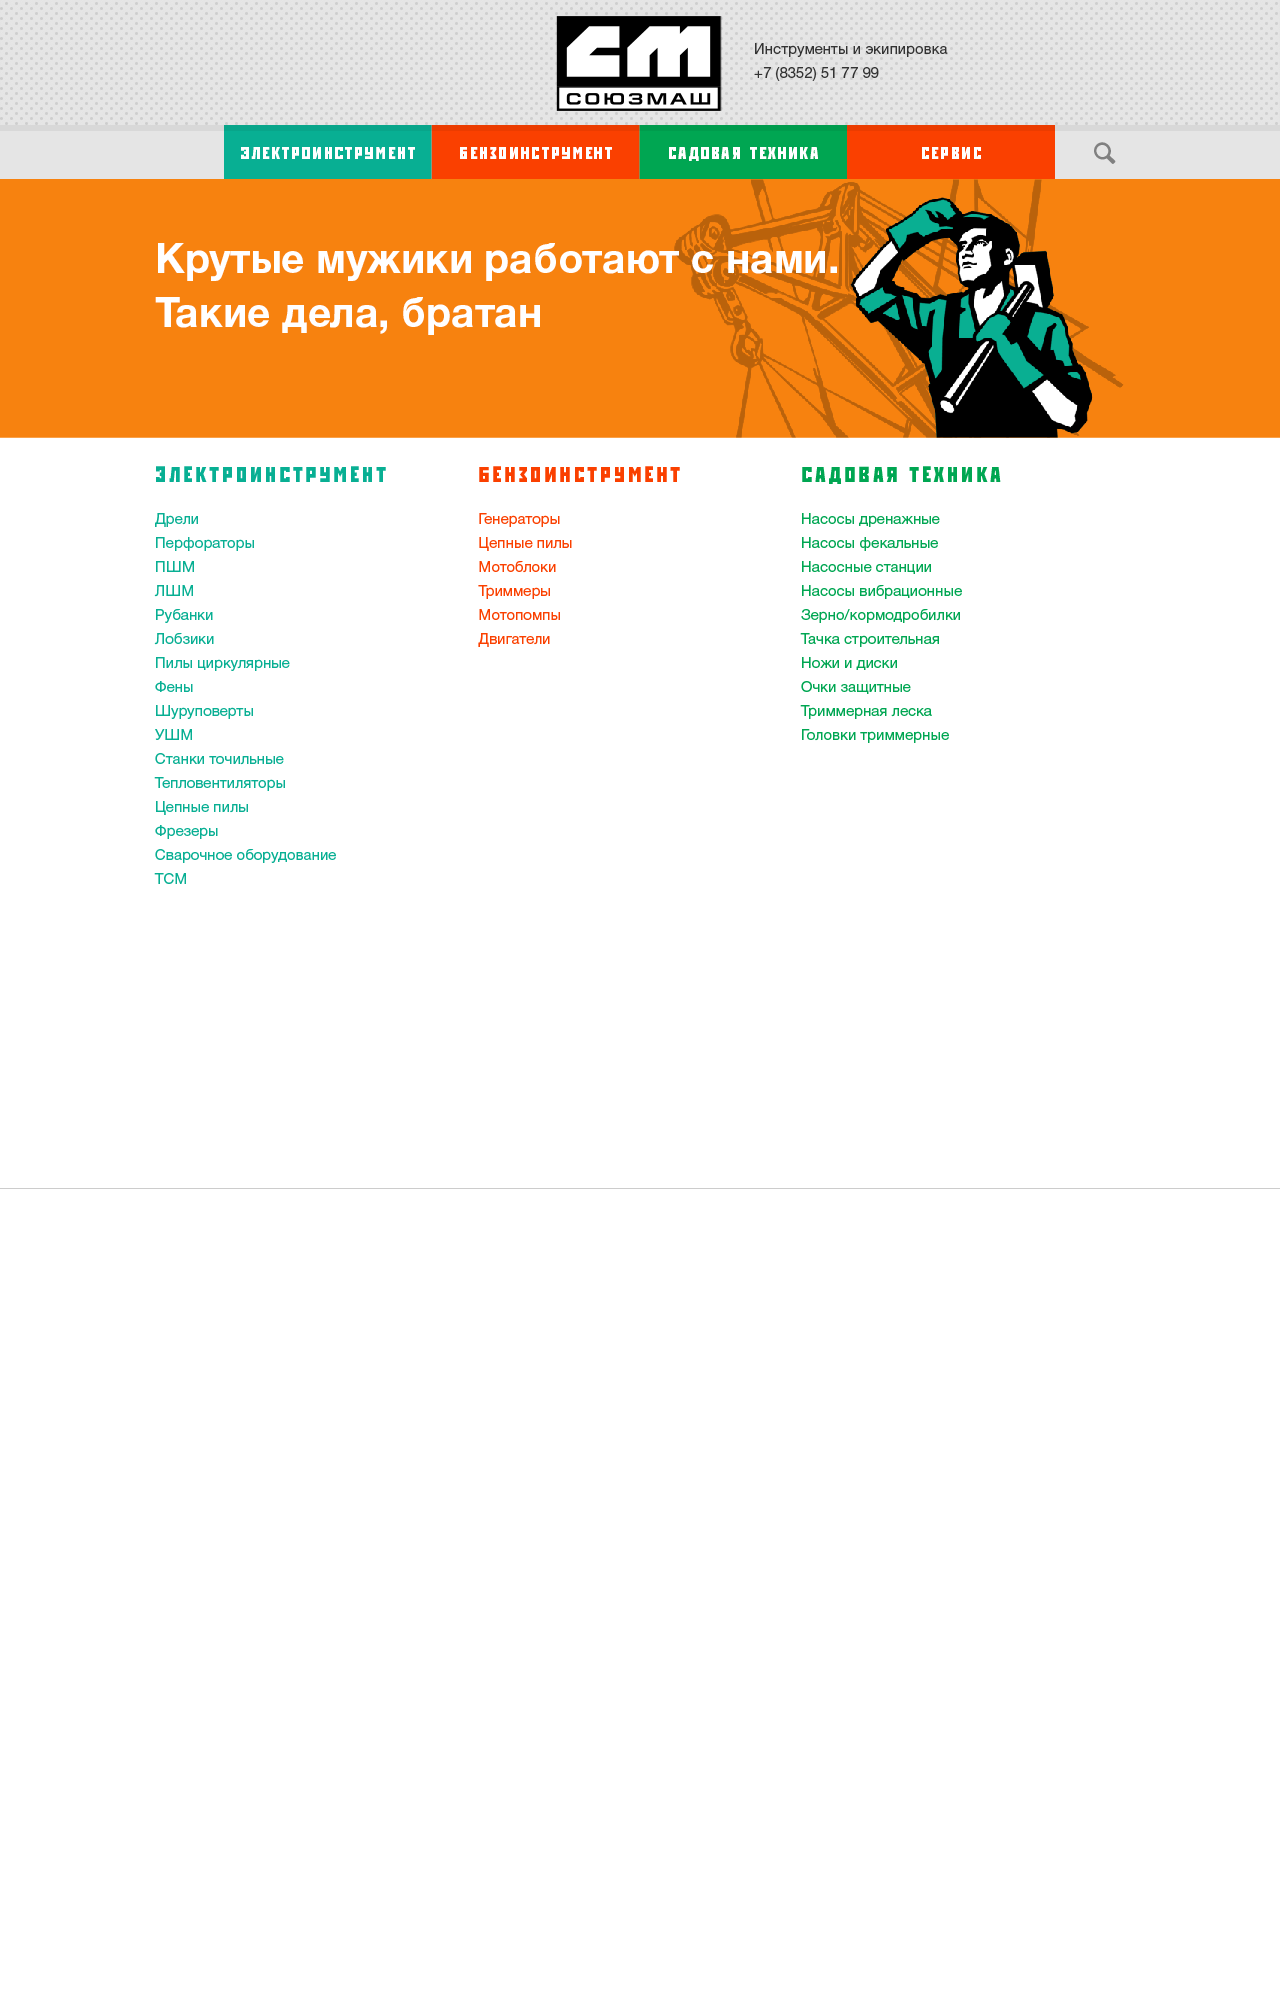 СМ
СОЮЗМАШ
Инструменты и экипировка
+7 (8352) 51 77 99
ЭЛЕКТРОИНСТРУМЕНТ
БЕНЗОИНСТРУМЕНТ
САДОВАЯ ТЕХНИКА
СЕРВИС
Крутые мужики работают с нами.
Такие дела, братан
ЭЛЕКТРОИНСТРУМЕНТ
Дрели
Перфораторы
ПШМ
ЛШМ
Рубанки
Лобзики
Пилы циркулярные
Фены
Шуруповерты
УШМ
Станки точильные
Тепловентиляторы
Цепные пилы
Фрезеры
Сварочное оборудование
ТСМ
БЕНЗОИНСТРУМЕНТ
Генераторы
Цепные пилы
Мотоблоки
Триммеры
Мотопомпы
Двигатели
САДОВАЯ ТЕХНИКА
Насосы дренажные
Насосы фекальные
Насосные станции
Насосы вибрационные
Зерно/кормодробилки
Тачка строительная
Ножи и диски
Очки защитные
Триммерная леска
Головки триммерные